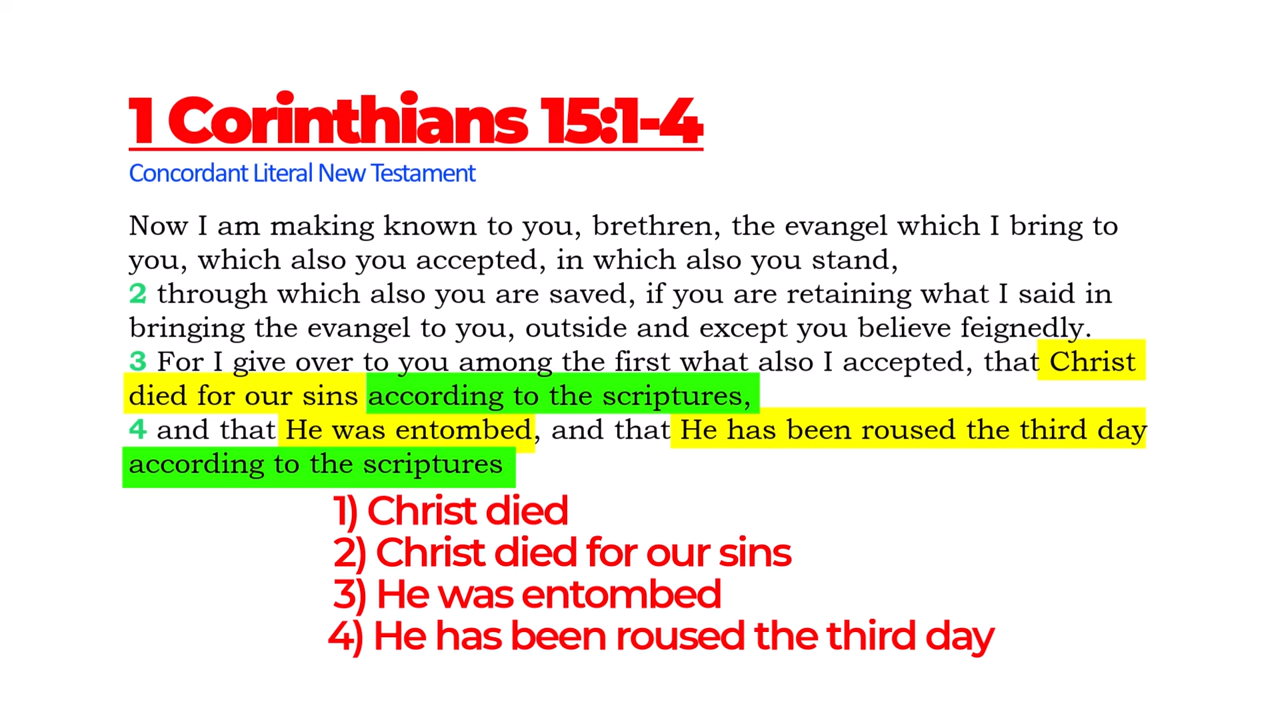 1 Corinthians 15:1-4
Concordant Literal New Testament
Now I am making known to you, brethren, the evangel which I bring to
you, which also you accepted, in which also you stand,
2 through which also you are saved, if you are retaining what I said in
bringing the evangel to you, outside and except you believe feignedly.
3 For I give over to you among the first what also I accepted, that Christ
died for our sins according to the scriptures,
4 and that He was entombed, and that He has been roused the third day
according to the scriptures
1) Christ died
2) Christ died for our sins
3) He was entombed
4) He has been roused the third day